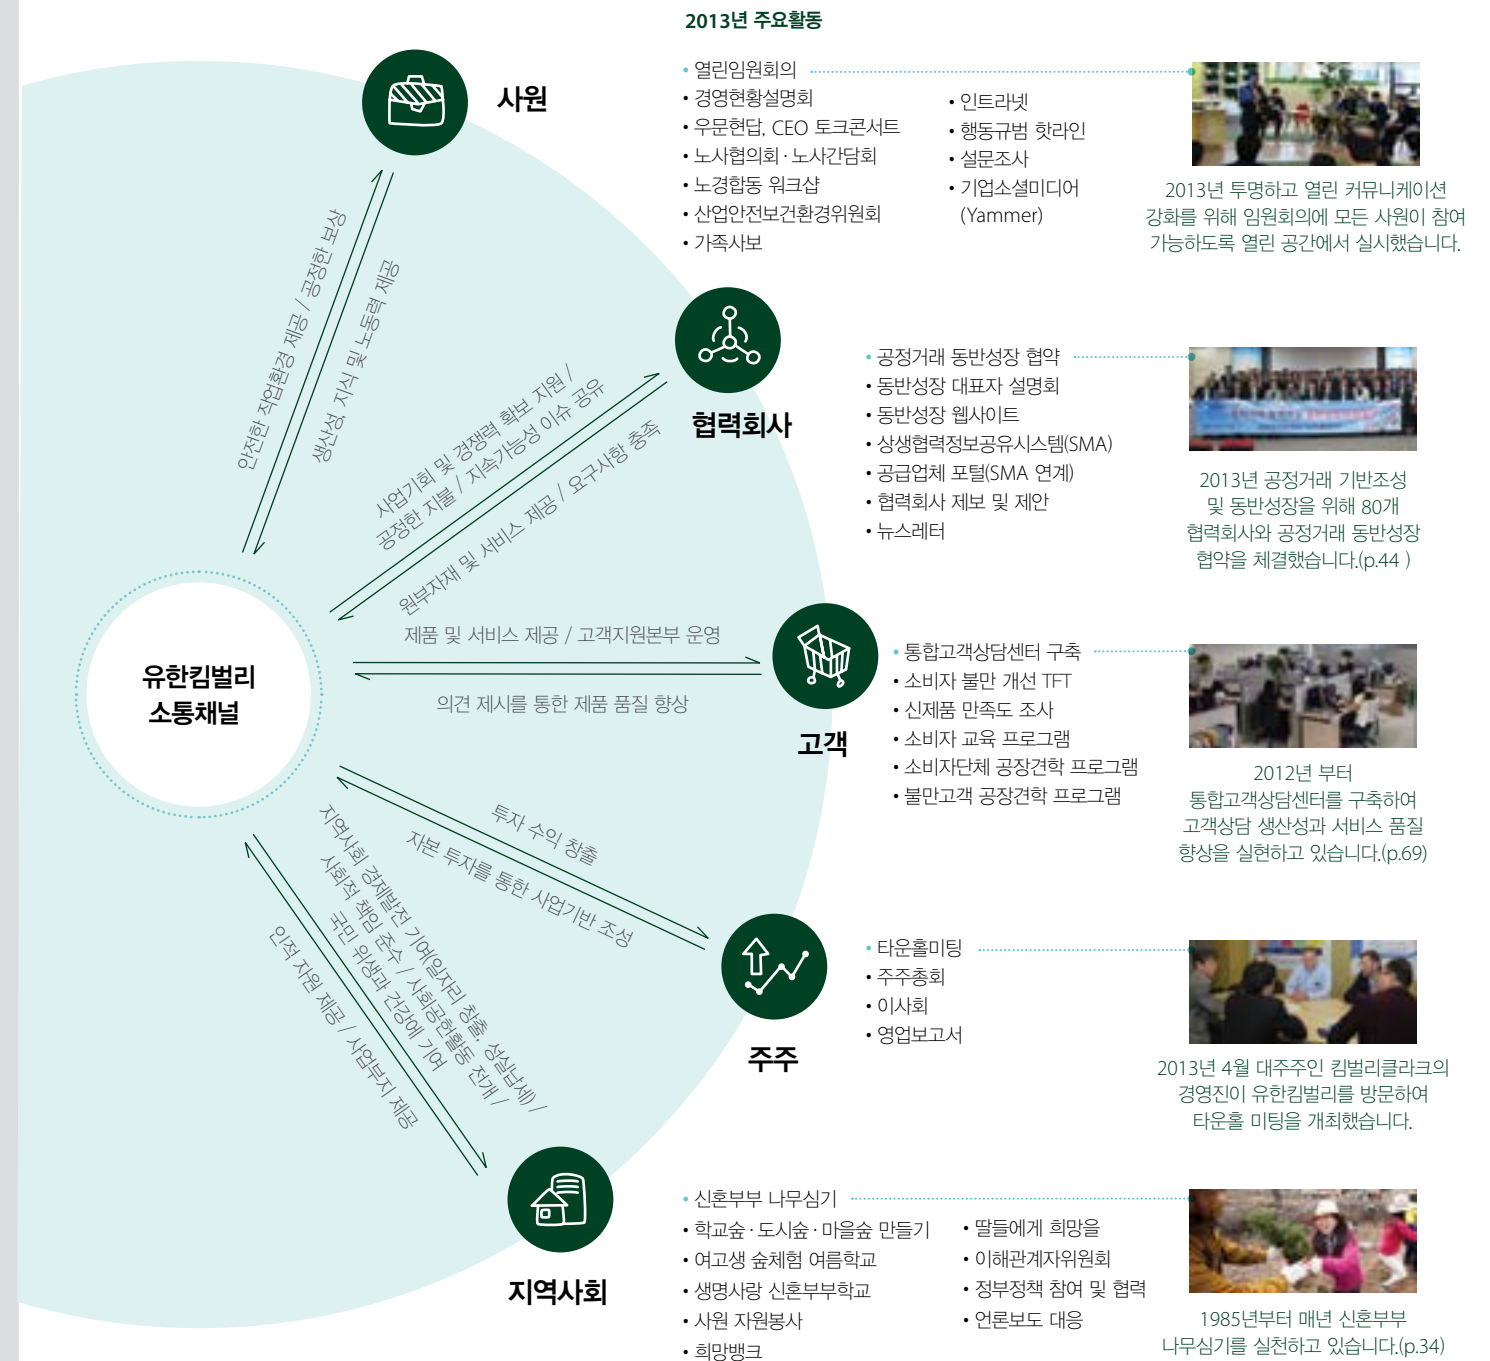 2013년 주요활동
사원
• 열린임원회의
• 경영현황설명회
• 우문현답, CEO 토크콘서트
• 노사협의회 · 노사간담회
• 노경합동 워크샵
• 산업안전보건환경위원회
• 가족사보
• 인트라넷
• 행동규범 핫라인
• 설문조사
• 기업소셜미디어
(Yammer)
2013년 투명하고 열린 커뮤니케이션
강화를 위해 임원회의에 모든 사원이 참여
가능하도록 열린 공간에서 실시했습니다.
안전한 작업환경 제공 / 공정한 보상
생산성, 지식 및 노동력 제공
협력회사
• 공정거래 동반성장 협약
• 동반성장 대표자 설명회
• 동반성장 웹사이트
• 상생협력정보공유시스템(SMA)
• 공급업체 포털(SMA 연계)
• 협력회사 제보 및 제안
• 뉴스레터
2013년 공정거래 기반조성
및 동반성장을 위해 80개
협력회사와 공정거래 동반성장
협약을 체결했습니다.(p.44 )
사업기회 및 경쟁력 확보 지원 /
공정한 지불 / 지속가능성 이슈 공유
원부자재 및 서비스 제공 / 요구사항 충족
유한킴벌리
소통채널
제품 및 서비스 제공 / 고객지원본부 운영
의견 제시를 통한 제품 품질 향상
고객
• 통합고객상담센터 구축
• 소비자 불만 개선 TFT
• 신제품 만족도 조사
• 소비자 교육 프로그램
• 소비자단체 공장견학 프로그램
• 불만고객 공장견학 프로그램
2012년 부터
통합고객상담센터를 구축하여
고객상담 생산성과 서비스 품질
향상을 실현하고 있습니다.(p.69)
투자 수익 창출
자본 투자를 통한 사업기반 조성
주주
• 타운홀미팅
• 주주총회
• 이사회
• 영업보고서
2013년 4월 대주주인 킴벌리클라크의
경영진이 유한킴벌리를 방문하여
타운홀 미팅을 개최했습니다.
지역사회 경제발전 기여(일자리 창출, 성실납세) /
사회적 책임 준수 / 사회공헌활동 전개 /
국민 위생과 건강에 기여
인적 자원 제공 / 사업부지 제공
지역사회
• 신혼부부 나무심기
• 학교숲 · 도시숲 · 마을숲 만들기
• 여고생 숲체험 여름학교
• 생명사랑 신혼부부학교
• 사원 자원봉사
• 희망뱅크
• 딸들에게 희망을
• 이해관계자위원회
• 정부정책 참여 및 협력
• 언론보도 대응
1985년부터 매년 신혼부부
나무심기를 실천하고 있습니다.(p.34)